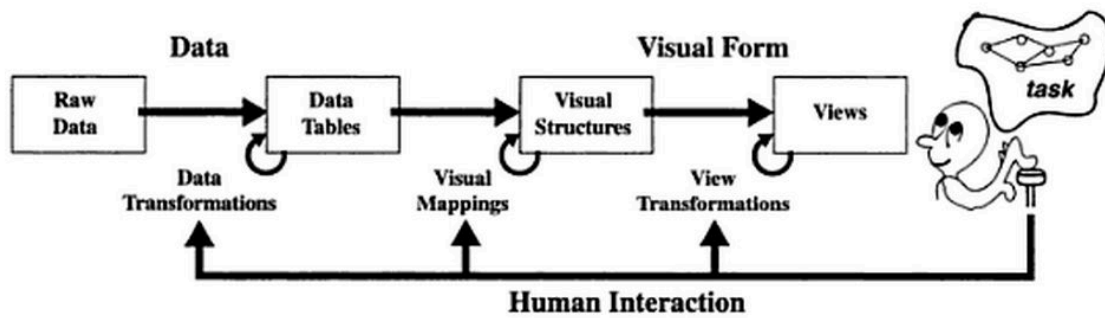 Data
Visual Form
task
Raw
Data
Data
Tables
Visual
Structures
Views
Data
Transformations
Visual
Mappings
View
Transformations
Human Interaction